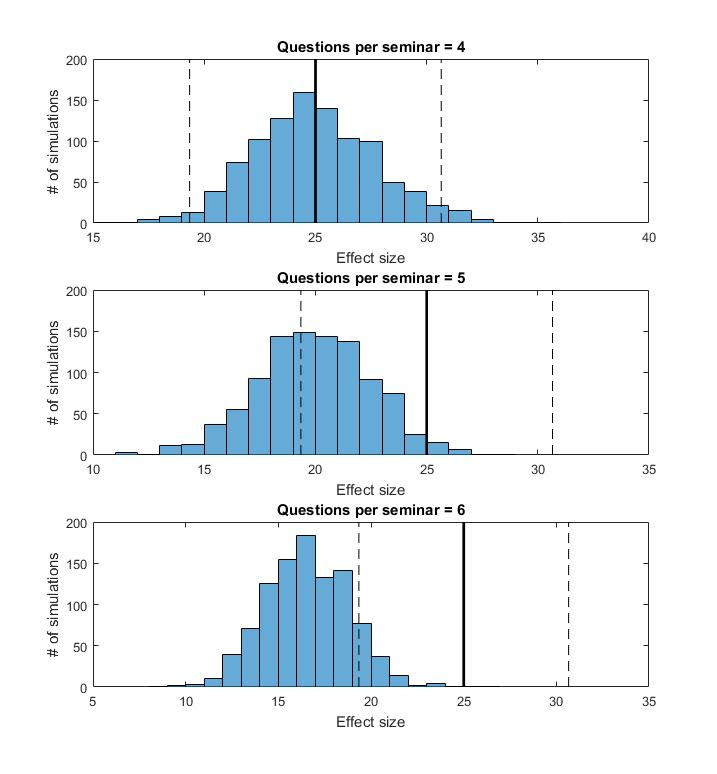 Questions per seminar = 4
200
150
100
50
0
# of simulations
15 20 25 30 35 40
Effect size
Questions per seminar = 5
200
150
100
50
0
# of simulations
10 15 20 25 30 35
Effect size
Questions per seminar = 6
200
150
100
50
0
# of simulations
5 10 15 20 25 30 35
Effect size